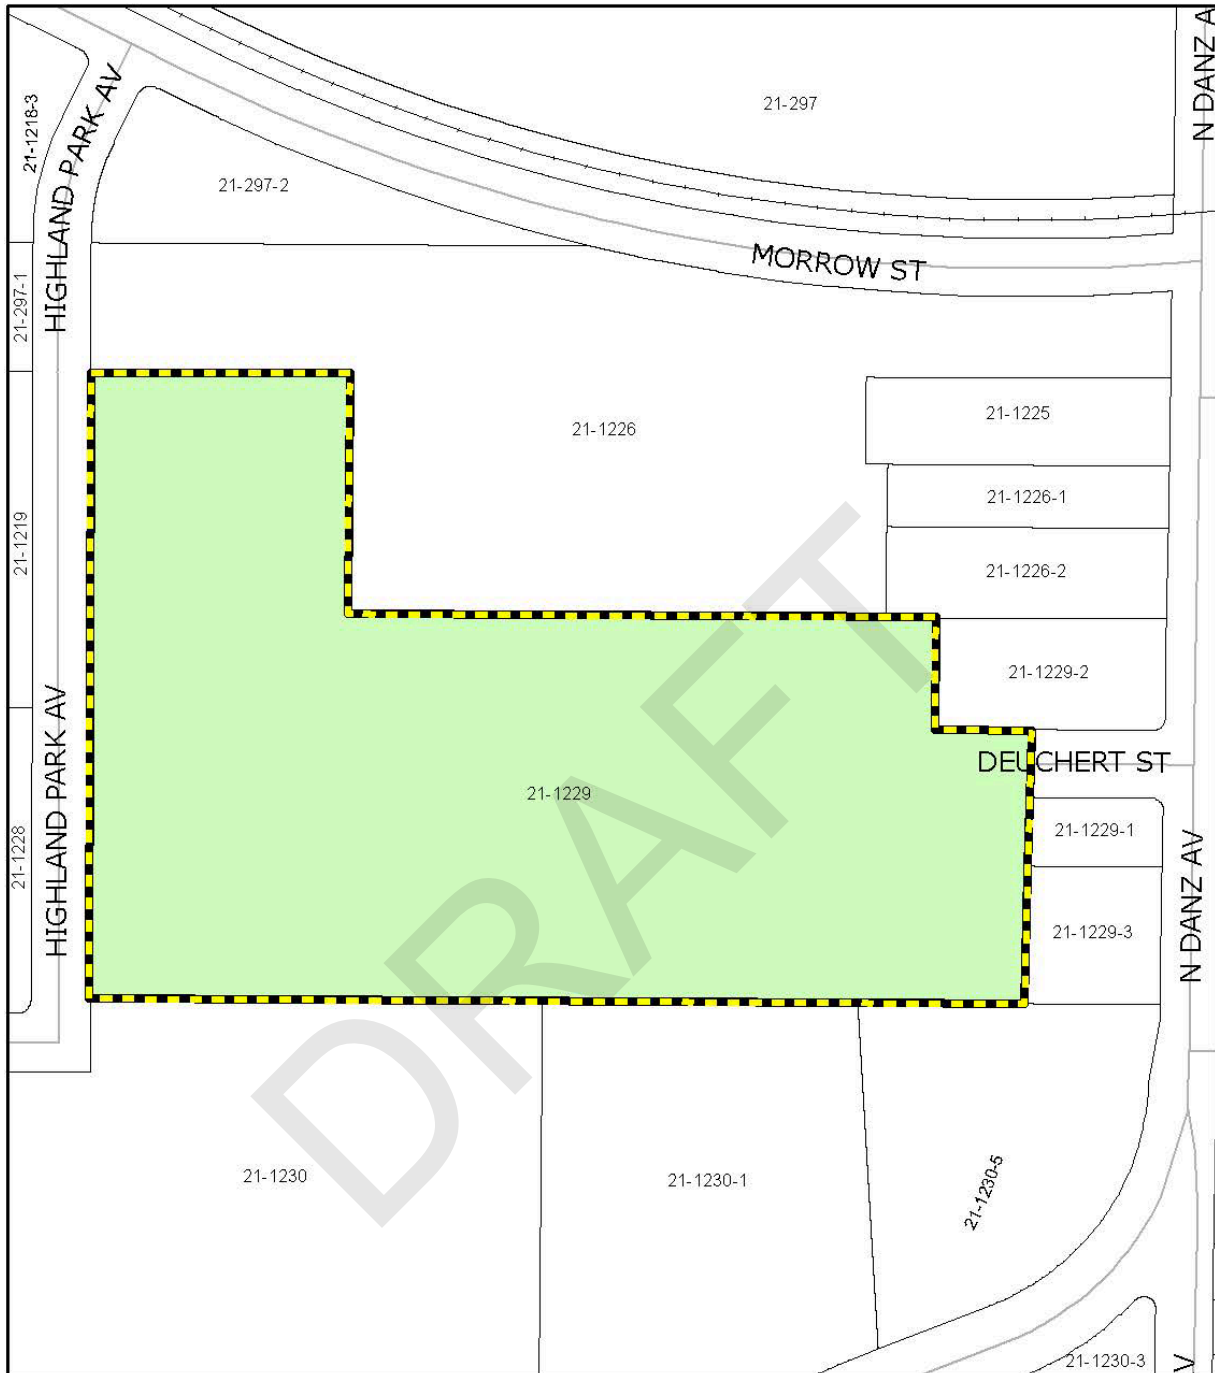 N DANZ A
21-297
21-1218-3
HIGHLAND PARK AV
21-297-2
MORROW ST
21-297-1
21-1225
21-1226
21-1226-1
21-1219
21-1226-2
21-1229-2
HIGHLAND PARK AV
DEUCHERT ST
21-1229
21-1229-1
21-1228
N DANZ AV
21-1229-3
DRAFT
21-1230
21-1230-1
21-1230-5
21-1230-3
V